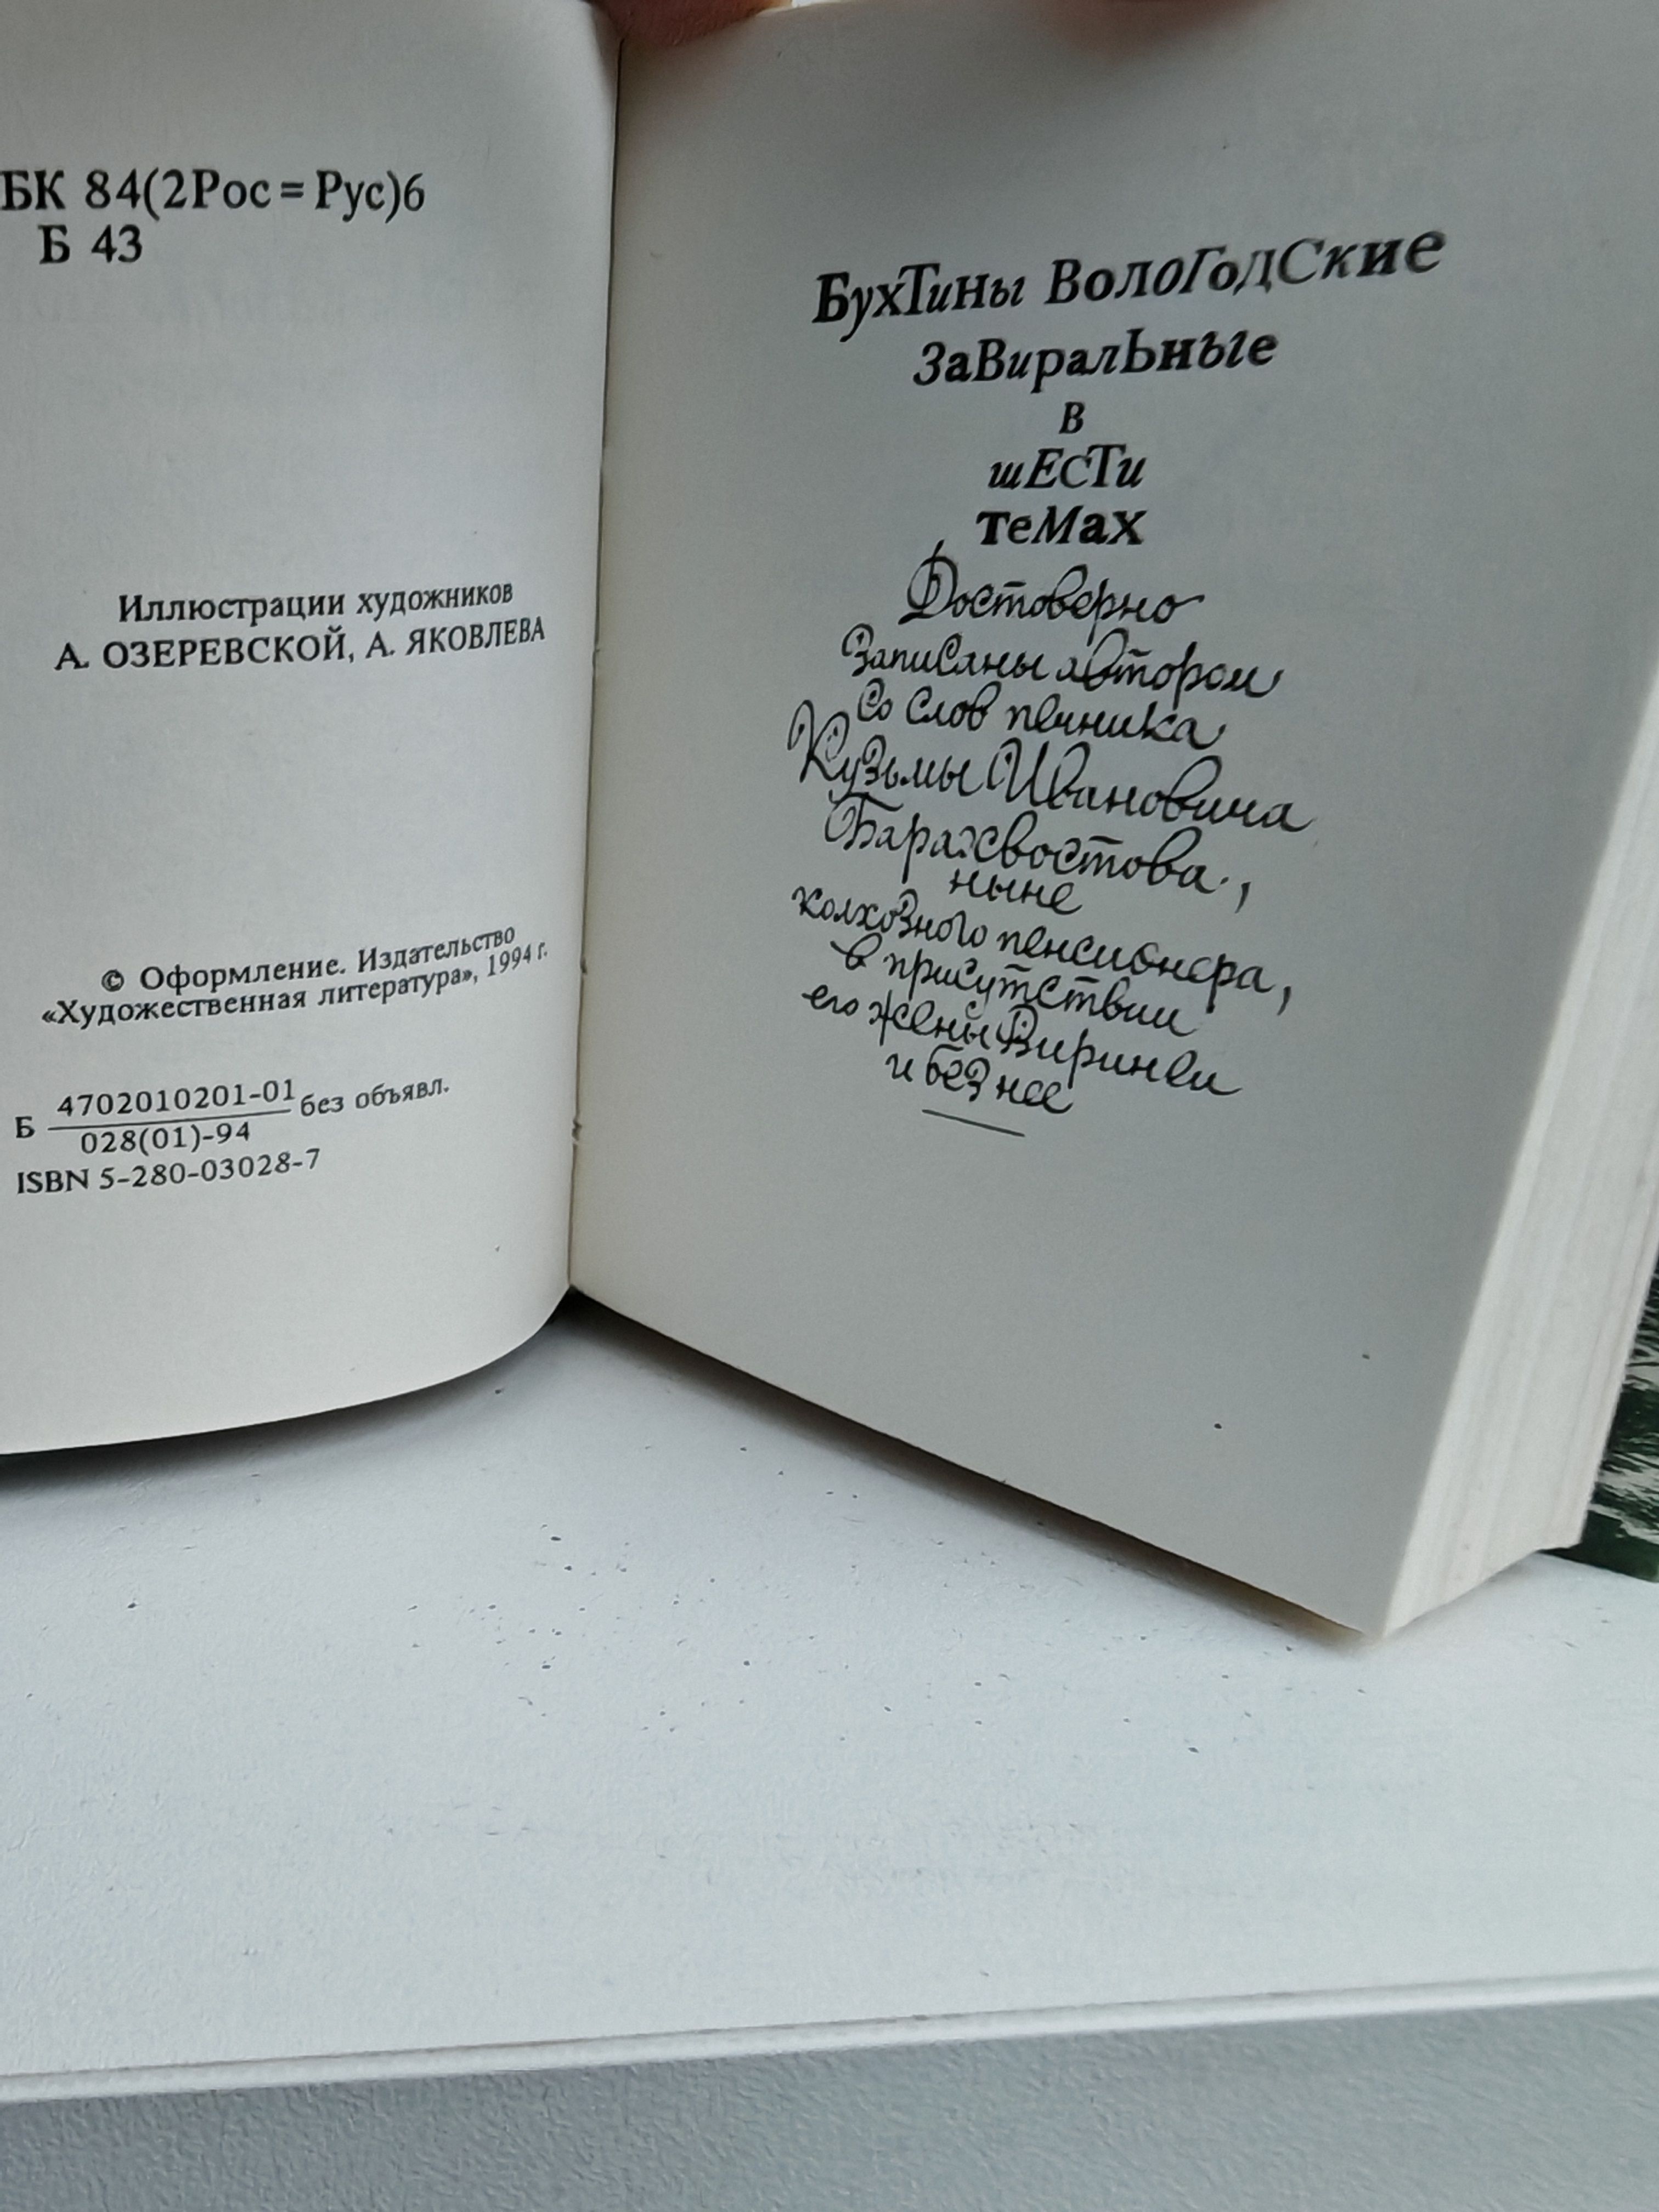 БК 84(2Рос=Рус)6
Б 43
Иллюстрации художников
А. ОЗЕРЕВСКОЙ, А. ЯКОВЛЕВА
© Оформление. Издательство
«Художественная литература», 1994 г.
Б 4702010201-01 без объявл.
028(01)-94
ISBN 5-280-03028-7
БухТины ВолоГоДСкие
ЗаВиралЬныe
В
шЕСТи
теМах
Достоверно
Записаны автором
Со слов печника
Кузьмы Ивановича
Барахвостова,
ныне
колхозного пенсионера,
в присутствии
его жены Виринеи
и без нее